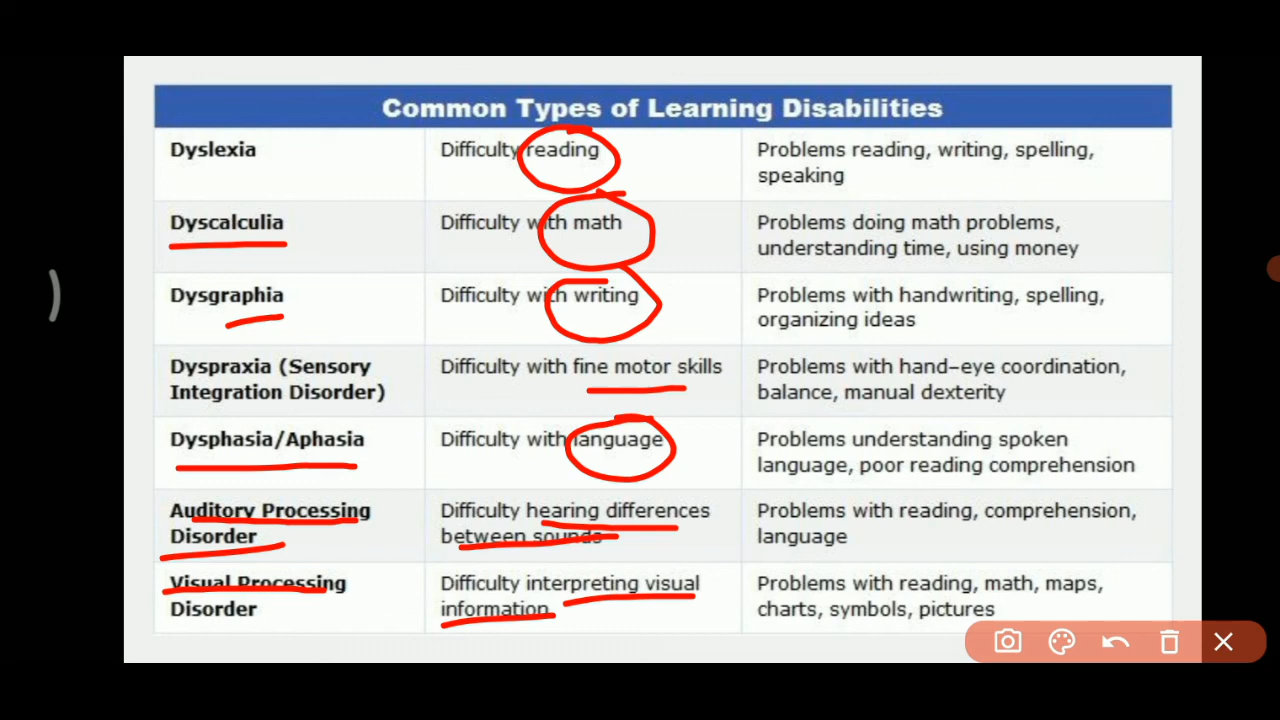 Common Types of Learning Disabilities
Dyslexia
Difficulty reading
Problems reading, writing, spelling,
speaking
Dyscalculia
Difficulty with math
Problems doing math problems,
understanding time, using money
Dysgraphia
Difficulty with writing
Problems with handwriting, spelling,
organizing ideas
Dyspraxia (Sensory
Integration Disorder)
Difficulty with fine motor skills
Problems with hand–eye coordination,
balance, manual dexterity
Dysphasia/Aphasia
Difficulty with language
Problems understanding spoken
language, poor reading comprehension
Auditory Processing
Disorder
Difficulty hearing differences
between sounds
Problems with reading, comprehension,
language
Visual Processing
Disorder
Difficulty interpreting visual
information
Problems with reading, math, maps,
charts, symbols, pictures